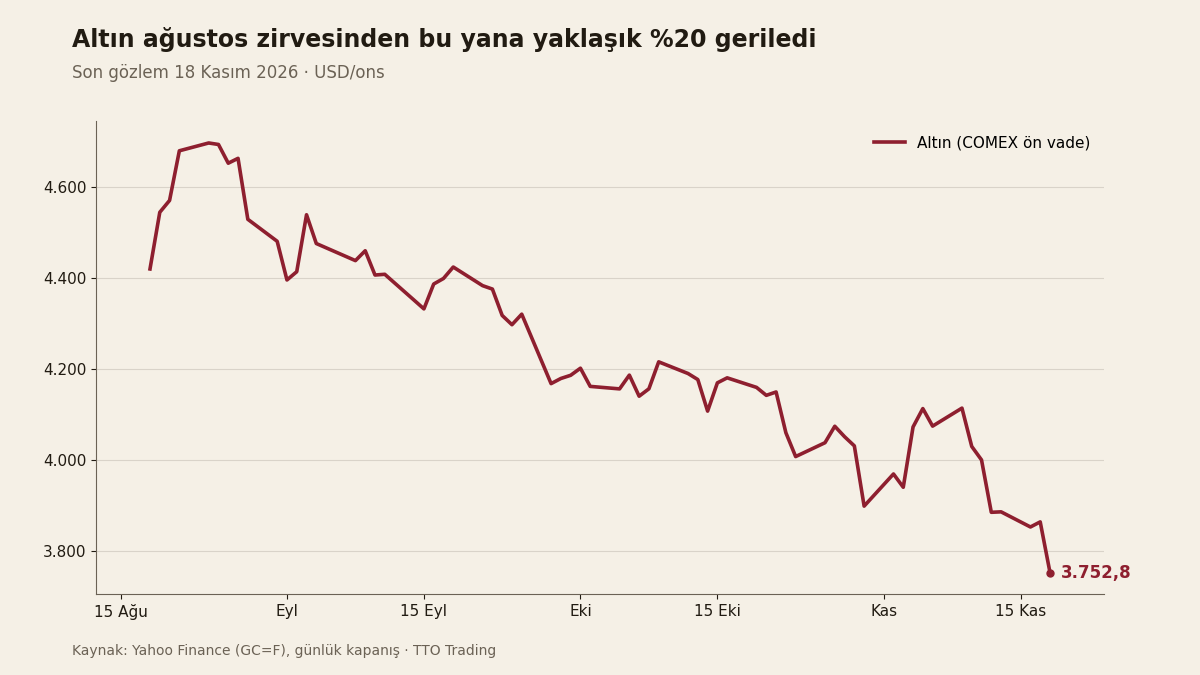 Altın ağustos zirvesinden bu yana yaklaşık %20 geriledi
Son gözlem 18 Kasım 2026 · USD/ons
Altın (COMEX ön vade)
4.600
4.400
4.200
4.000
3.800
3.752,8
15 Ağu
Eyl
15 Eyl
Eki
15 Eki
Kas
15 Kas
Kaynak: Yahoo Finance (GC=F), günlük kapanış · TTO Trading